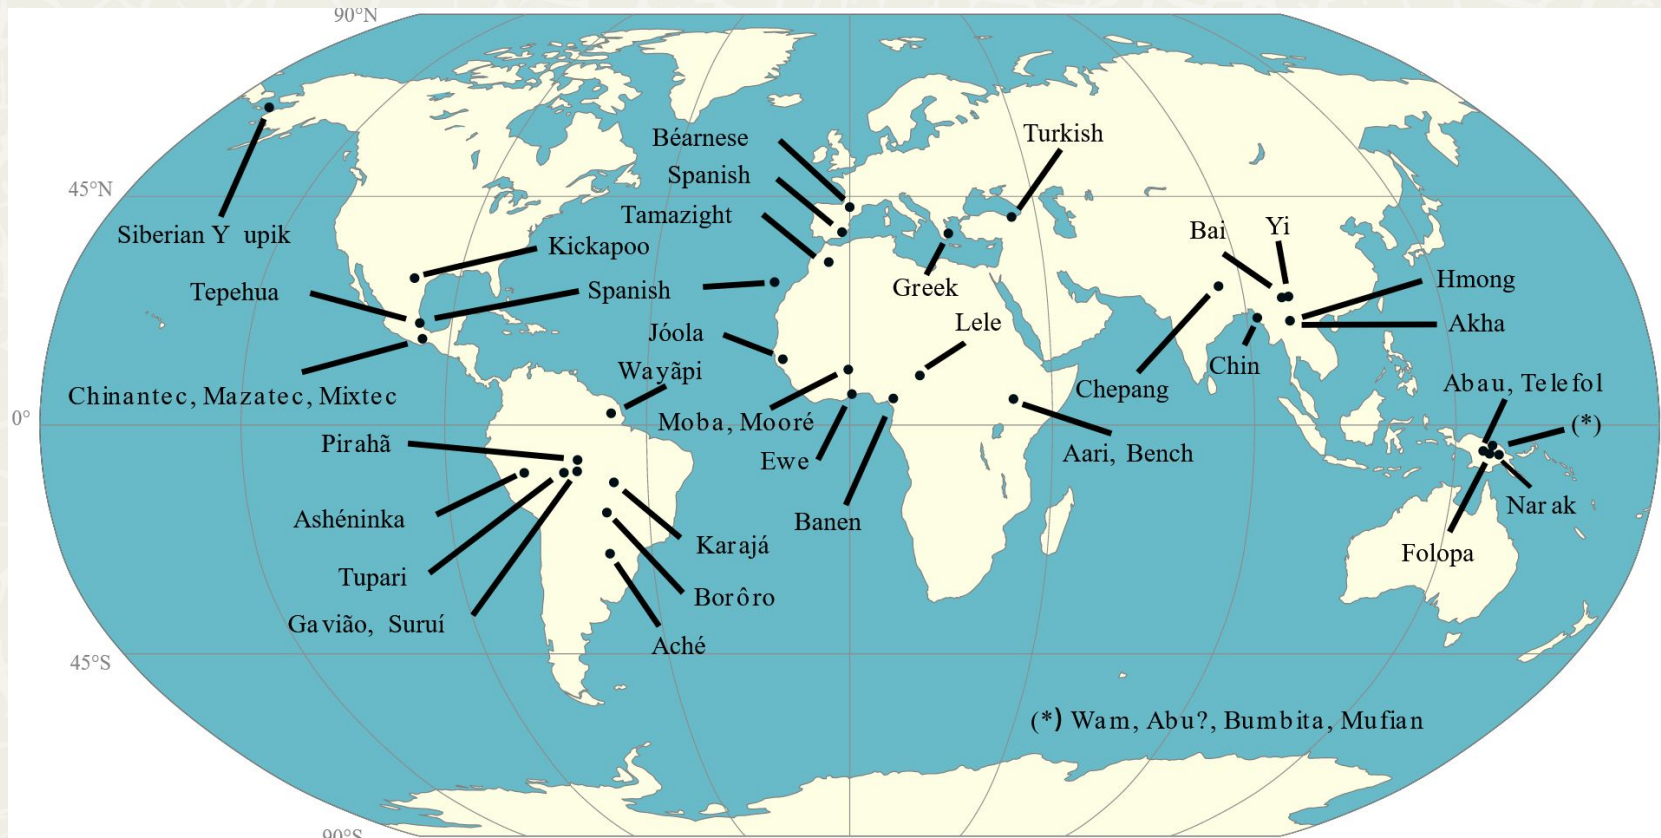 90°N
Béarnese
Turkish
Spanish
45°N
Tamazight
Siberian Y upik
Yi
Bai
Kickapoo
Hmong
Tepehua
Spanish
Greek
Lele
Akha
Jóola
Chin
Wayãpi
Chepang
Abau, Telefol
Chinantec, Mazatec, Mixtec
0°
Moba, Mooré
(*)
Pirahã
Ewe
Aari, Bench
Narak
Ashéninka
Banen
Karajá
Folopa
Tupari
Borôro
Gavião, Suruí
Aché
45°S
(*) Wam, Abu?, Bumbita, Mufian
90°S